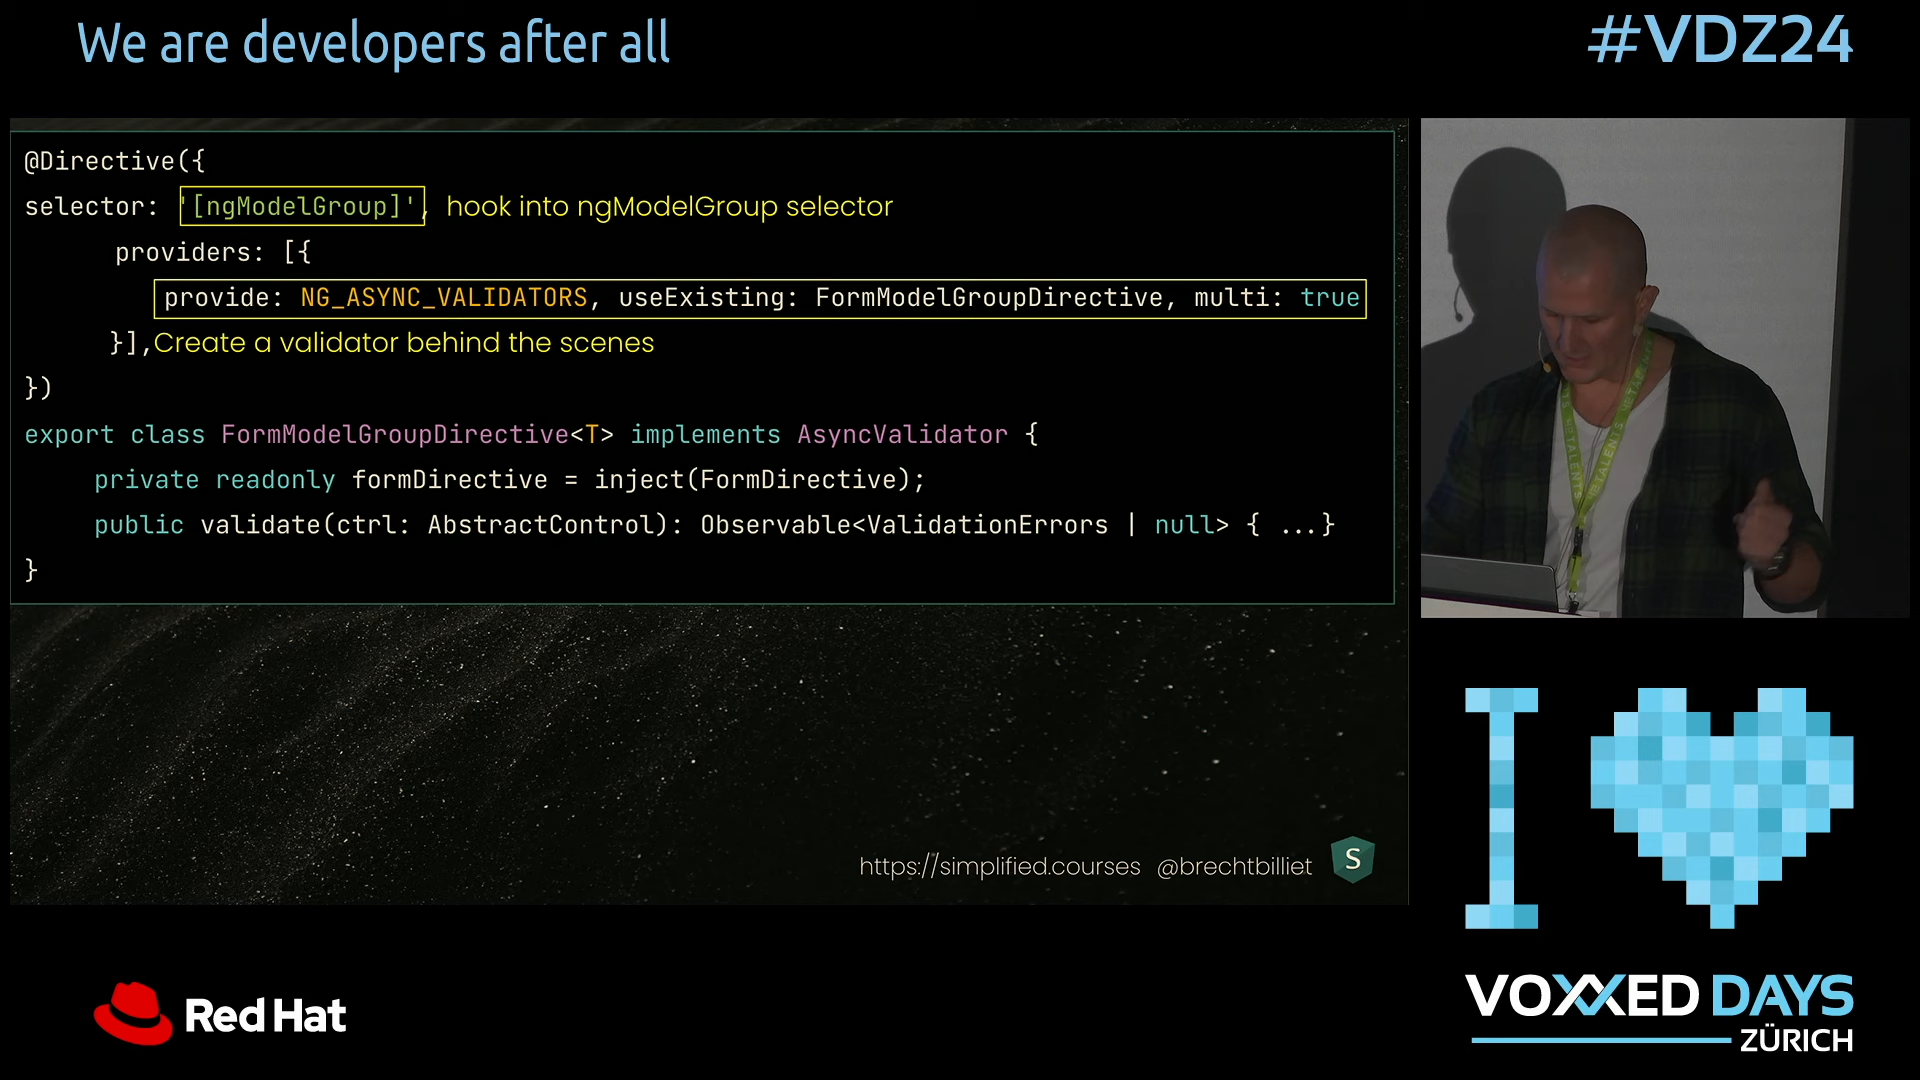 We are developers after all
#VDZ24
@Directive({
selector: '[ngModelGroup]', hook into ngModelGroup selector
providers: [{
provide: NG_ASYNC_VALIDATORS, useExisting: FormModelGroupDirective, multi: true
}],Create a validator behind the scenes
})
export class FormModelGroupDirective<T> implements AsyncValidator {
private readonly formDirective = inject(FormDirective);
public validate(ctrl: AbstractControl): Observable<ValidationErrors | null> { ...}
}
https://simplified.courses @brechtbilliet S
I
Red Hat
VOXXED DAYS
ZÜRICH